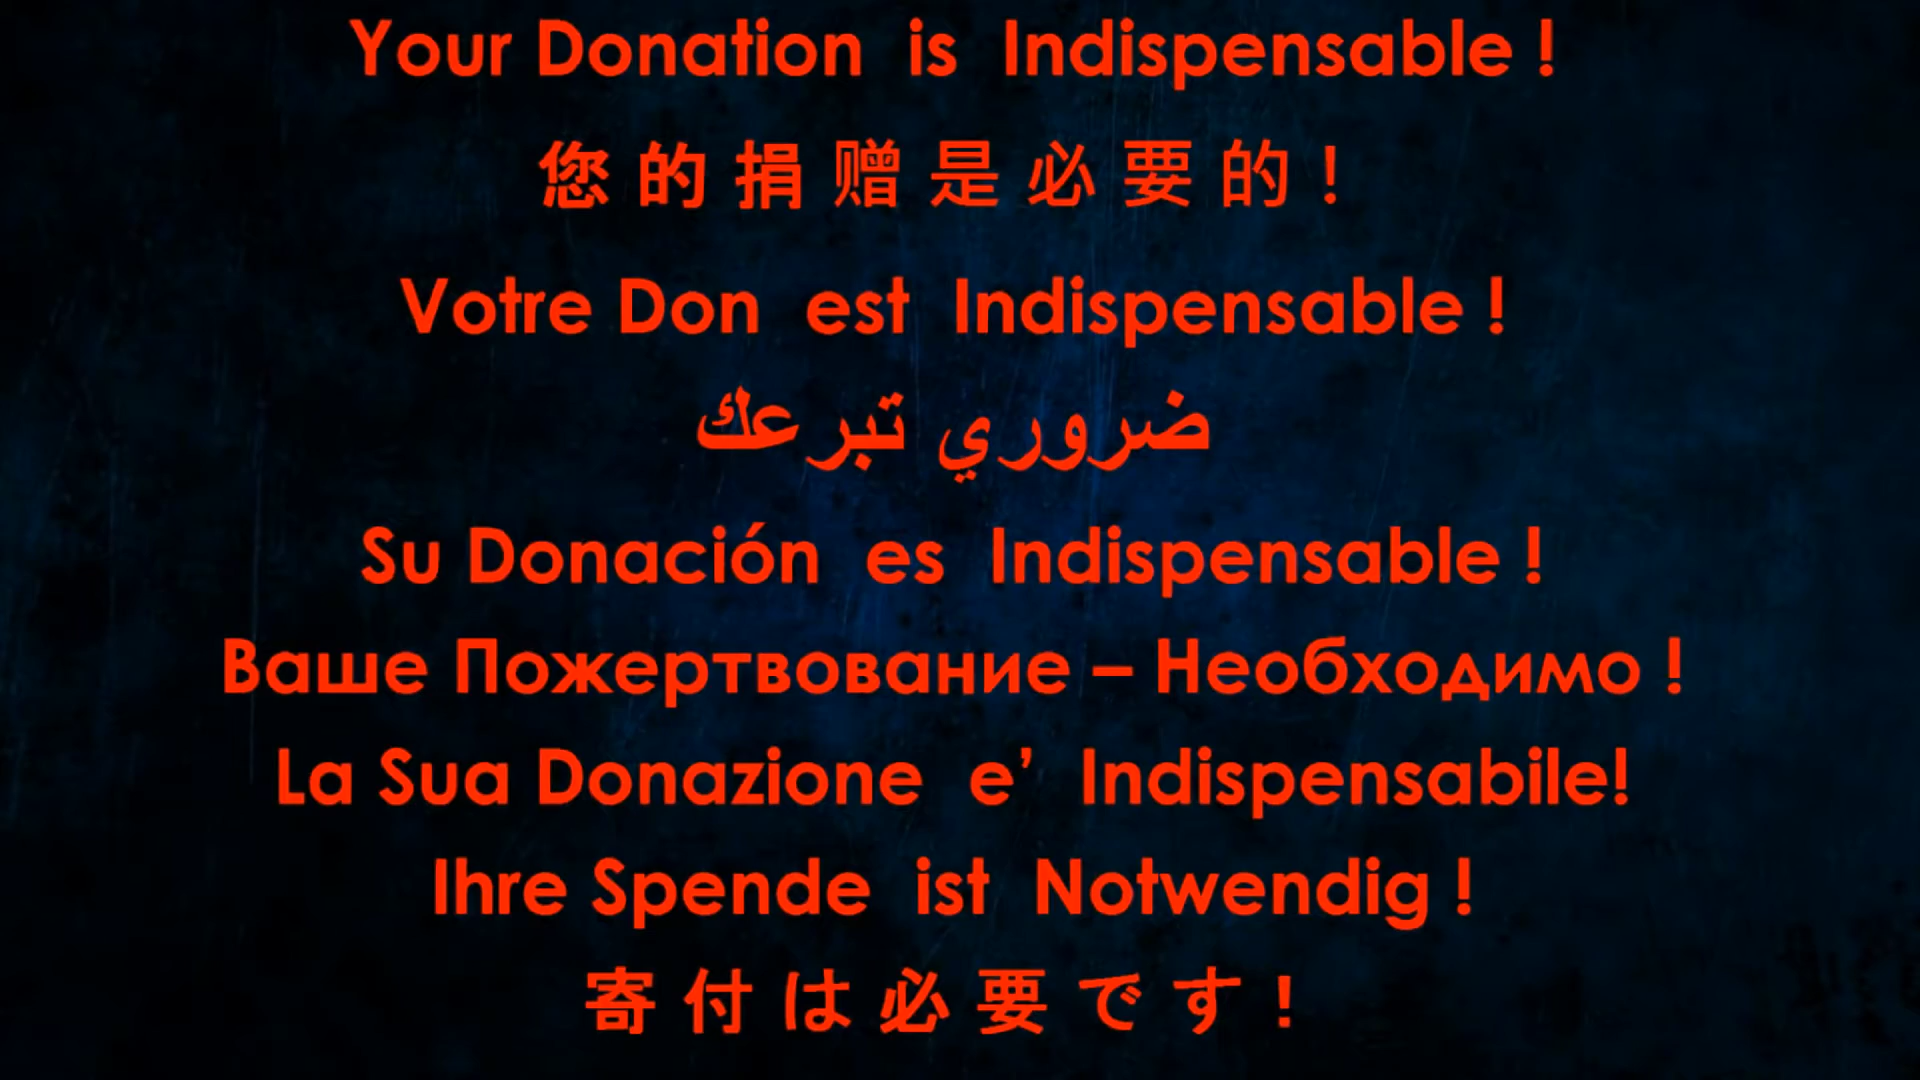 Your Donation is Indispensable !
您的捐赠是必要的!
Votre Don est Indispensable !
ضروري تبرعك
Su Donación es Indispensable !
Ваше Пожертвование – Необходимо !
La Sua Donazione e’ Indispensabile!
Ihre Spende ist Notwendig !
寄付は必要です!